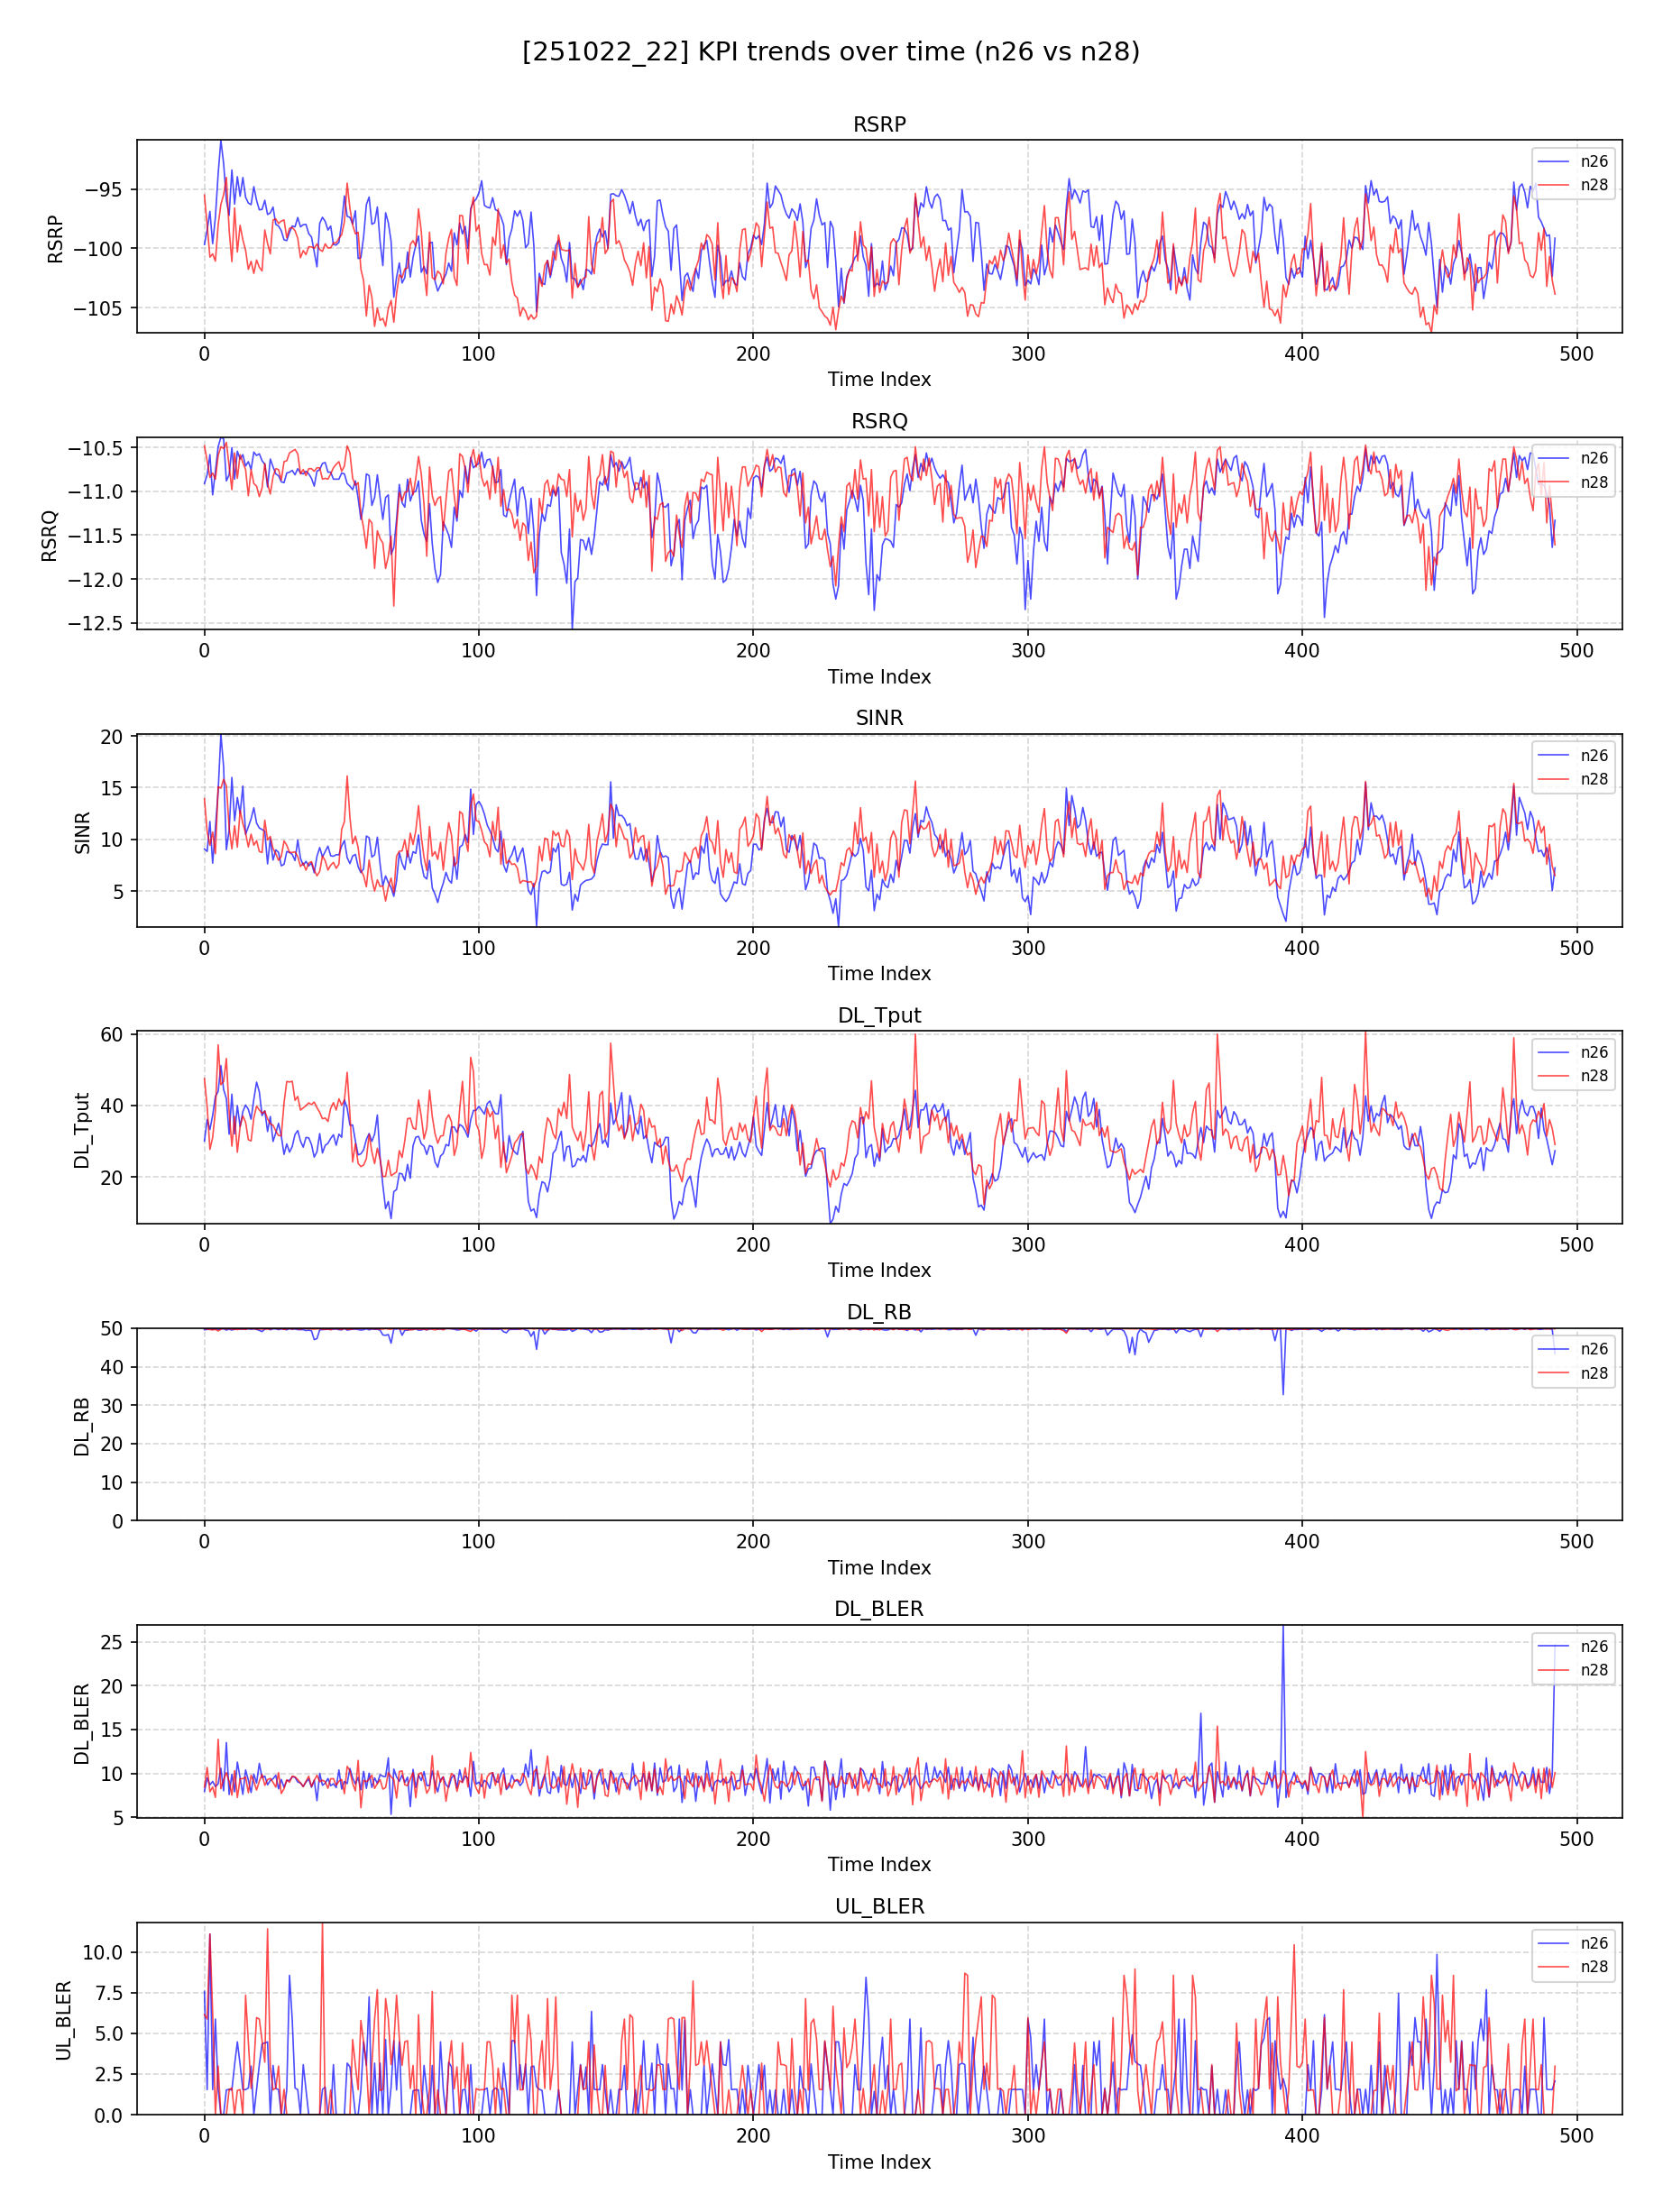 [251022_22] KPI trends over time (n26 vs n28)
RSRP
−95
−100
−105
RSRP
n26
n28
0 100 200 300 400 500
Time Index
RSRQ
−10.5
−11.0
−11.5
−12.0
−12.5
RSRQ
n26
n28
0 100 200 300 400 500
Time Index
SINR
20
15
10
5
SINR
n26
n28
0 100 200 300 400 500
Time Index
DL_Tput
60
40
20
DL_Tput
n26
n28
0 100 200 300 400 500
Time Index
DL_RB
50
40
30
20
10
0
DL_RB
n26
n28
0 100 200 300 400 500
Time Index
DL_BLER
25
20
15
10
5
DL_BLER
n26
n28
0 100 200 300 400 500
Time Index
UL_BLER
10.0
7.5
5.0
2.5
0.0
UL_BLER
n26
n28
0 100 200 300 400 500
Time Index